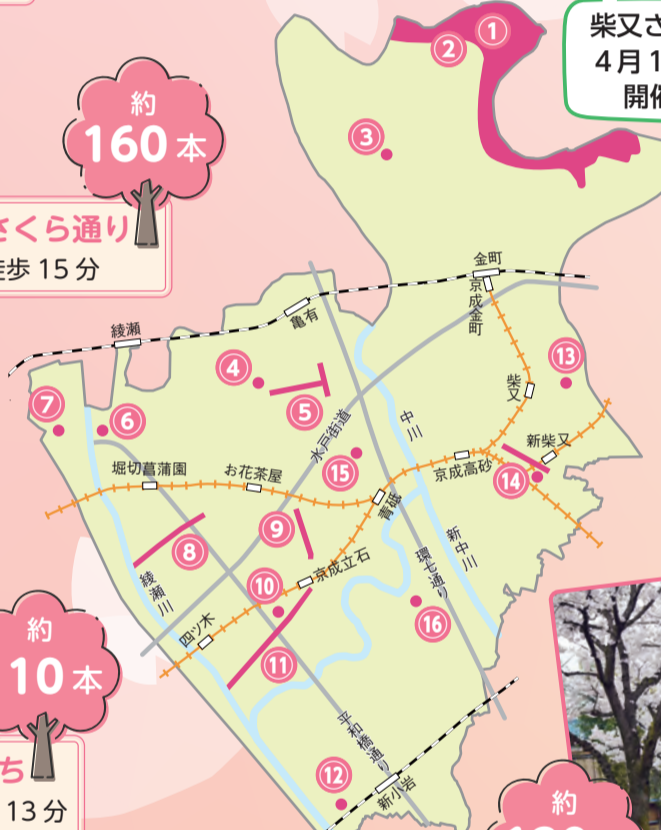 ①
②
柴又さ
4月1
開催
約
160本
③
さくら通り
徒歩15分
金町
京成金町
亀有
綾瀬
④
⑤
⑬
柴又
⑦
⑥
水戸街道
中川
新柴又
堀切菖蒲園
お花茶屋
⑮
京成高砂
⑭
青砥
⑨
⑧
新中川
環七通り
綾瀬川
⑩
京成立石
⑯
四ツ木
⑪
約
10本
平和橋通り
ち
13分
⑫
新小岩
約